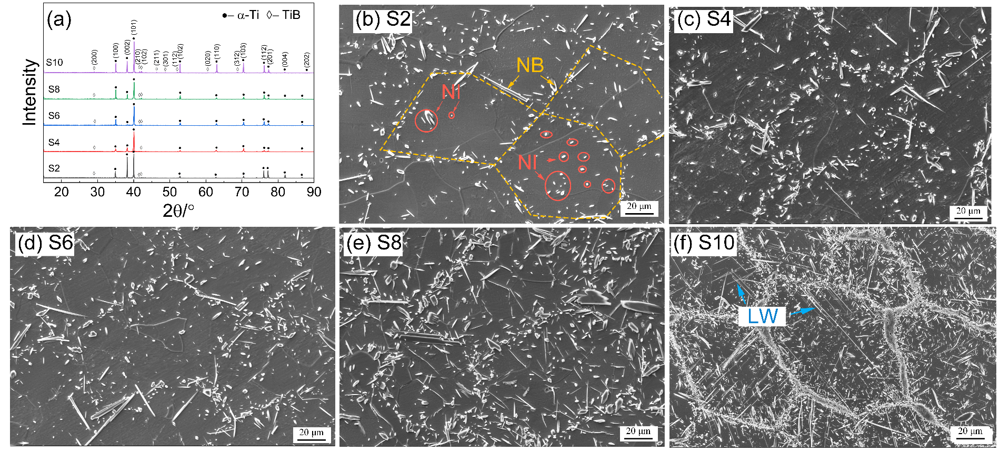 (a)
●– α-Ti ◊– TiB
Intensity
S10
S8
S6
S4
S2
(200)
(100)
(002)
(101)
(210)
(102)
(211)
(301)
(112)
(102)
(020)
(110)
(312)
(103)
(112)
(201)
(004)
(202)
20 30 40 50 60 70 80 90
2θ/°
(b) S2
NB
NI
NI
20 μm
(c) S4
20 μm
(d) S6
20 μm
(e) S8
20 μm
(f) S10
LW
20 μm